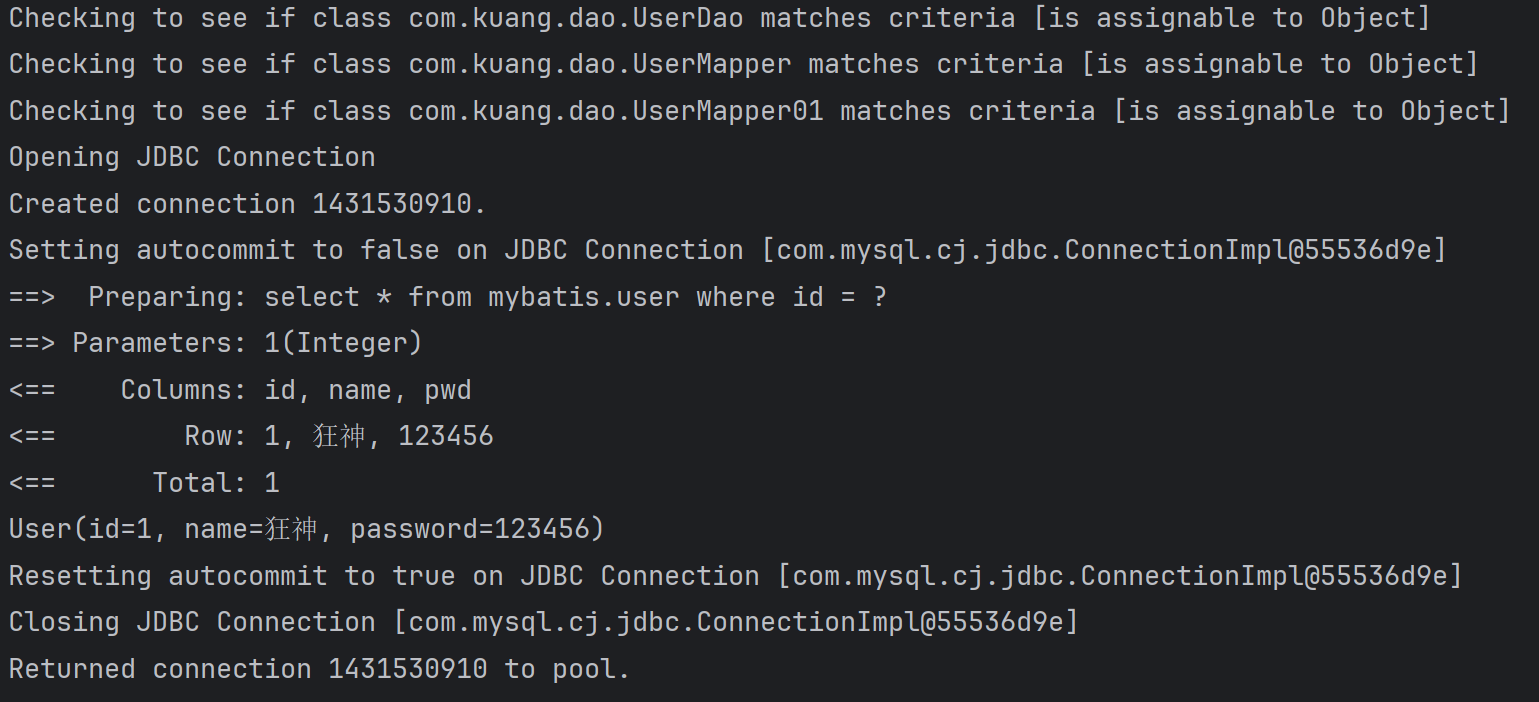 Checking to see if class com.kuang.dao.UserDao matches criteria [is assignable to Object]
Checking to see if class com.kuang.dao.UserMapper matches criteria [is assignable to Object]
Checking to see if class com.kuang.dao.UserMapper01 matches criteria [is assignable to Object]
Opening JDBC Connection
Created connection 1431530910.
Setting autocommit to false on JDBC Connection [com.mysql.cj.jdbc.ConnectionImpl@55536d9e]
==>  Preparing: select * from mybatis.user where id = ?
==> Parameters: 1(Integer)
<==    Columns: id, name, pwd
<==        Row: 1, 狂神, 123456
<==      Total: 1
User(id=1, name=狂神, password=123456)
Resetting autocommit to true on JDBC Connection [com.mysql.cj.jdbc.ConnectionImpl@55536d9e]
Closing JDBC Connection [com.mysql.cj.jdbc.ConnectionImpl@55536d9e]
Returned connection 1431530910 to pool.